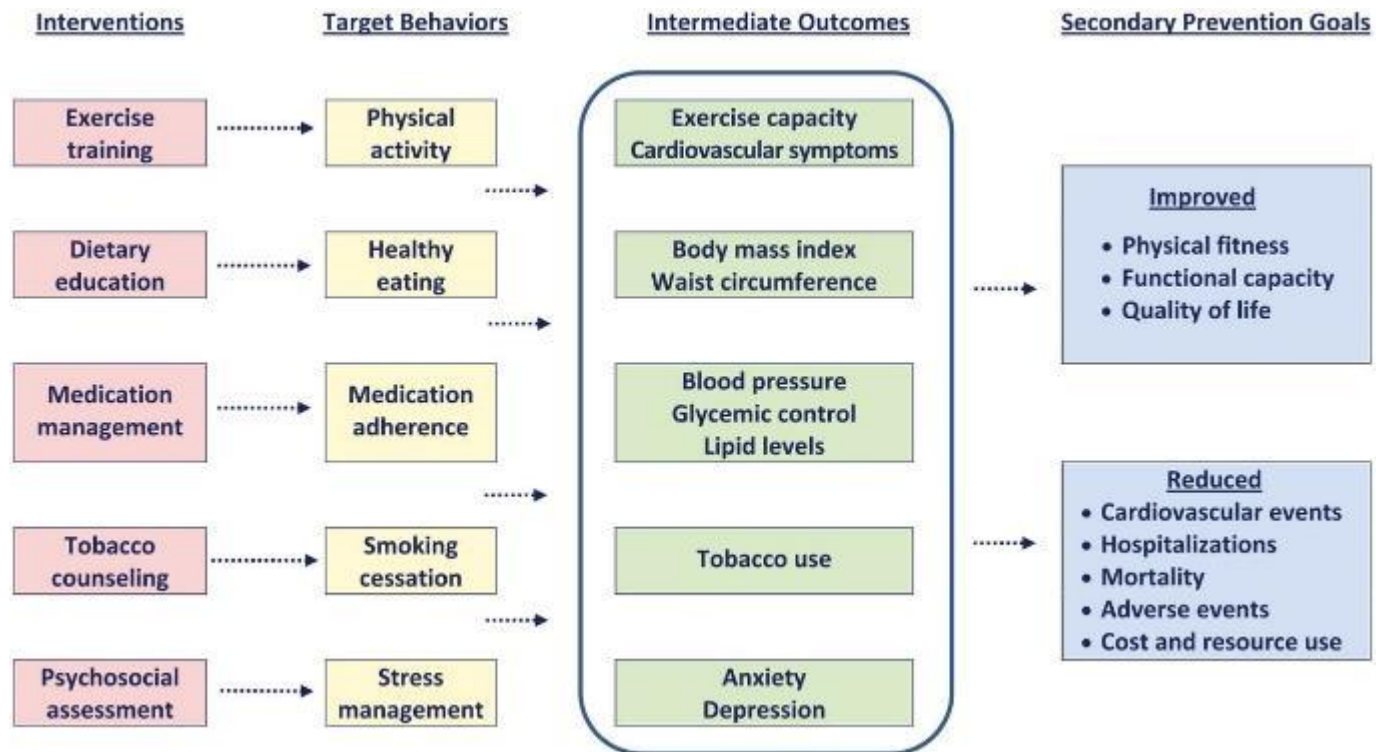 Interventions
Target Behaviors
Intermediate Outcomes
Secondary Prevention Goals
Exercise
training
Physical
activity
Exercise capacity
Cardiovascular symptoms
Dietary
education
Healthy
eating
Body mass index
Waist circumference
Medication
management
Medication
adherence
Blood pressure
Glycemic control
Lipid levels
Tobacco
counseling
Smoking
cessation
Tobacco use
Psychosocial
assessment
Stress
management
Anxiety
Depression
Improved
• Physical fitness
• Functional capacity
• Quality of life
Reduced
• Cardiovascular events
• Hospitalizations
• Mortality
• Adverse events
• Cost and resource use